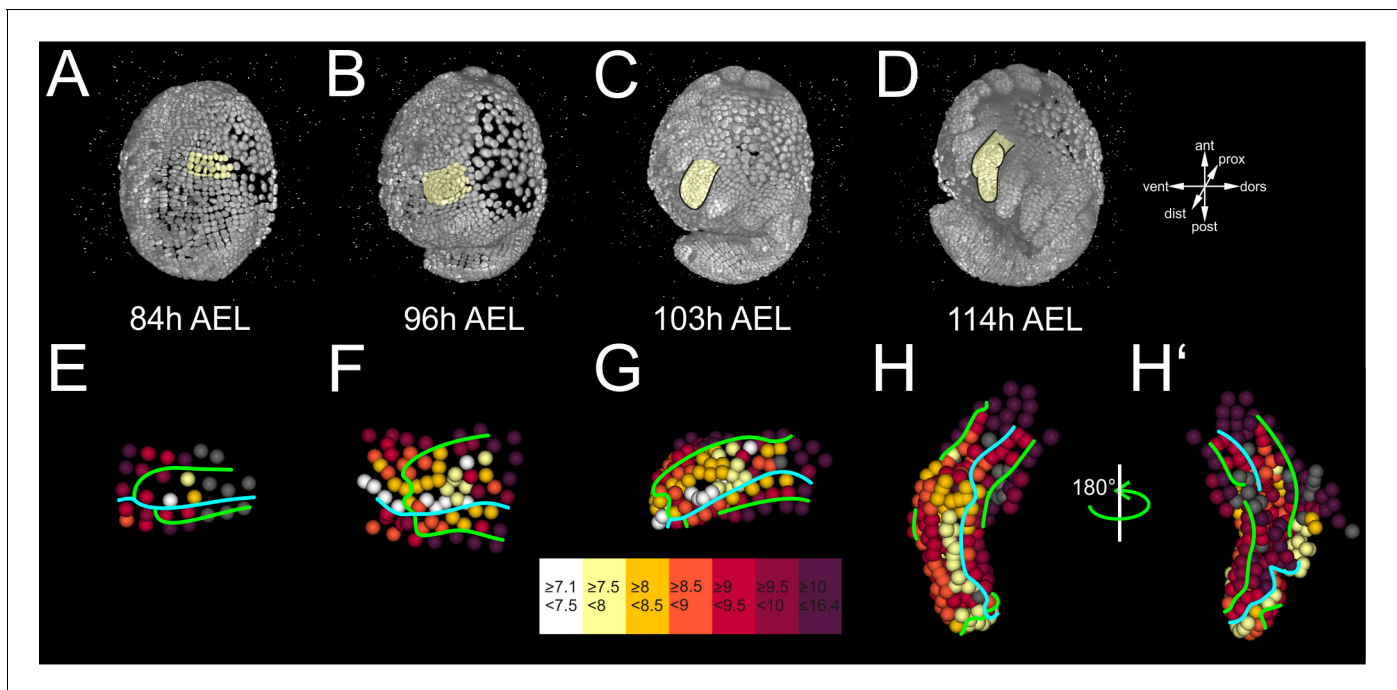 A
B
C
D
ant
prox
vent
dors
dist
post
84h AEL
96h AEL
103h AEL
114h AEL
E
F
G
H
H‘
180°
≥7.1 ≥7.5 ≥8 ≥8.5 ≥9 ≥9.5 ≥10
<7.5 <8 <8.5 <9 <9.5 <10 ≤16.4